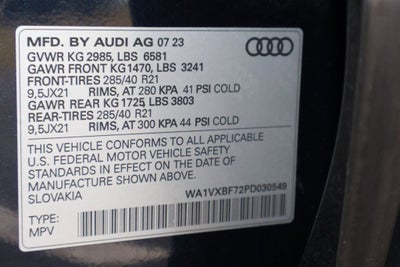 MFD. BY AUDI AG 07 23
GVWR KG 2985, LBS 6581
GAWR FRONT KG1470, LBS 3241
FRONT-TIRES 285/40 R21
9,5JX21 RIMS, AT 280 KPA 41 PSI COLD
GAWR REAR KG 1725 LBS 3803
REAR-TIRES 285/40 R21
9,5JX21 RIMS, AT 300 KPA 44 PSI COLD
THIS VEHICLE CONFORMS TO ALL APPLICABLE
U.S. FEDERAL MOTOR VEHICLE SAFETY STANDARDS
IN EFFECT ON THE DATE OF
MANUFACTURE SHOWN ABOVE
SLOVAKIA
WA1VXBF72PD030549
TYPE:
MPV